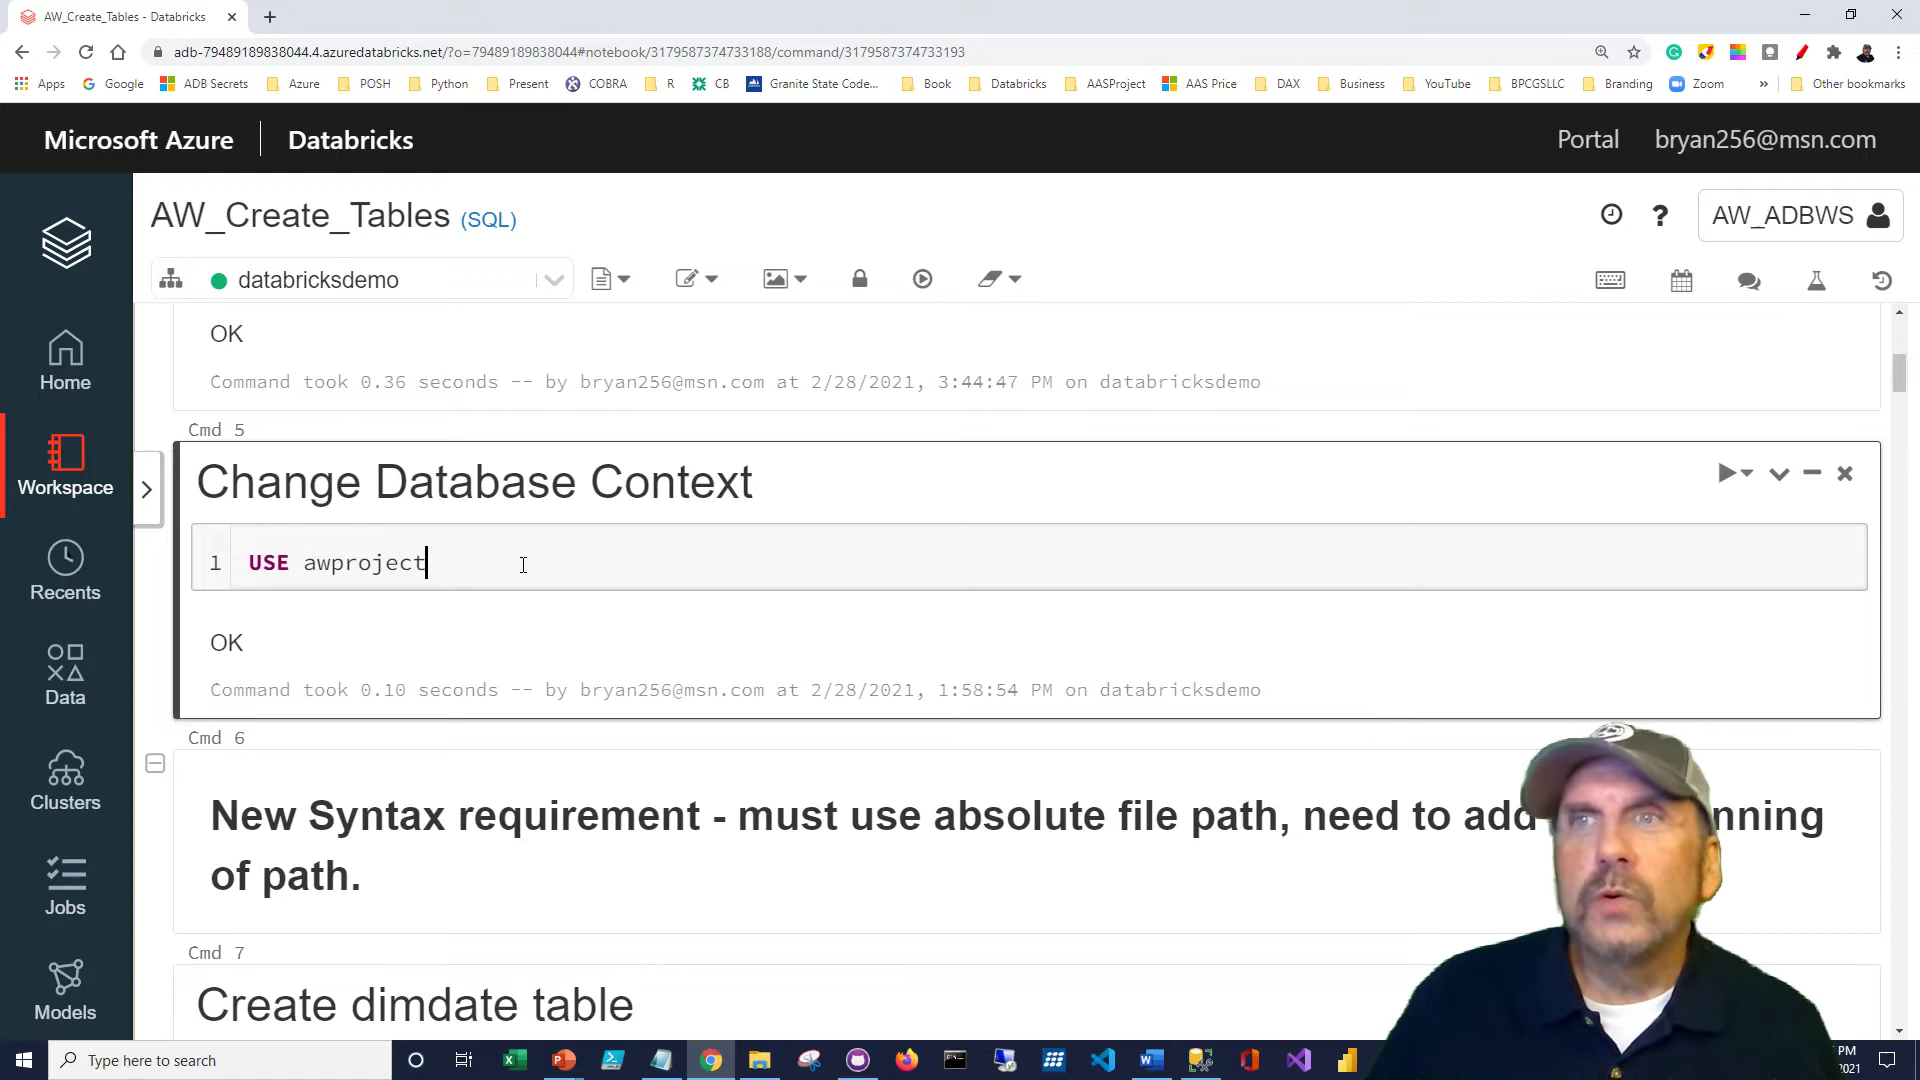 AW_Create_Tables - Databricks
adb-79489189838044.4.azuredatabricks.net/?o=79489189838044#notebook/3179587374733188/command/3179587374733193
Apps Google ADB Secrets Azure POSH Python Present COBRA R CB Granite State Code... Book Databricks AASProject AAS Price DAX Business YouTube BPCGSLLC Branding Zoom » Other bookmarks
Microsoft Azure Databricks Portal bryan256@msn.com
AW_Create_Tables (SQL) ? AW_ADBWS
databricksdemo
OK
Command took 0.36 seconds -- by bryan256@msn.com at 2/28/2021, 3:44:47 PM on databricksdemo
Cmd 5
Change Database Context
1 USE awproject
OK
Command took 0.10 seconds -- by bryan256@msn.com at 2/28/2021, 1:58:54 PM on databricksdemo
Cmd 6
New Syntax requirement - must use absolute file path, need to add nning
of path.
Cmd 7
Create dimdate table
Home
Workspace
Recents
Data
Clusters
Jobs
Models
Type here to search
PM
2021